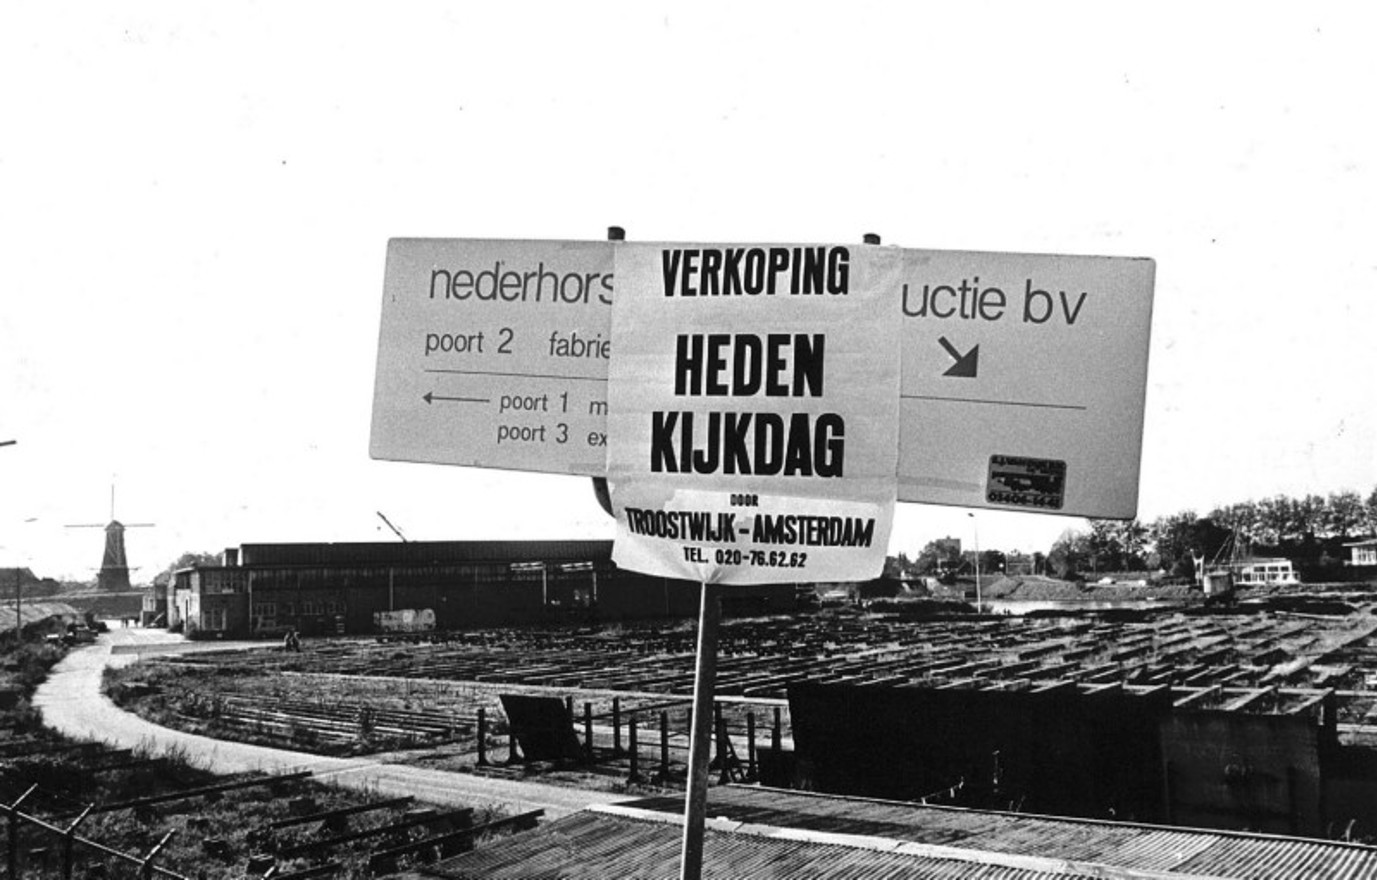 nederhors
uctie bv
poort 2 fabrie
poort 1 m
poort 3 ex
VERKOPING
HEDEN
KIJKDAG
DOOR
TROOSTWIJK-AMSTERDAM
TEL. 020-76.62.62